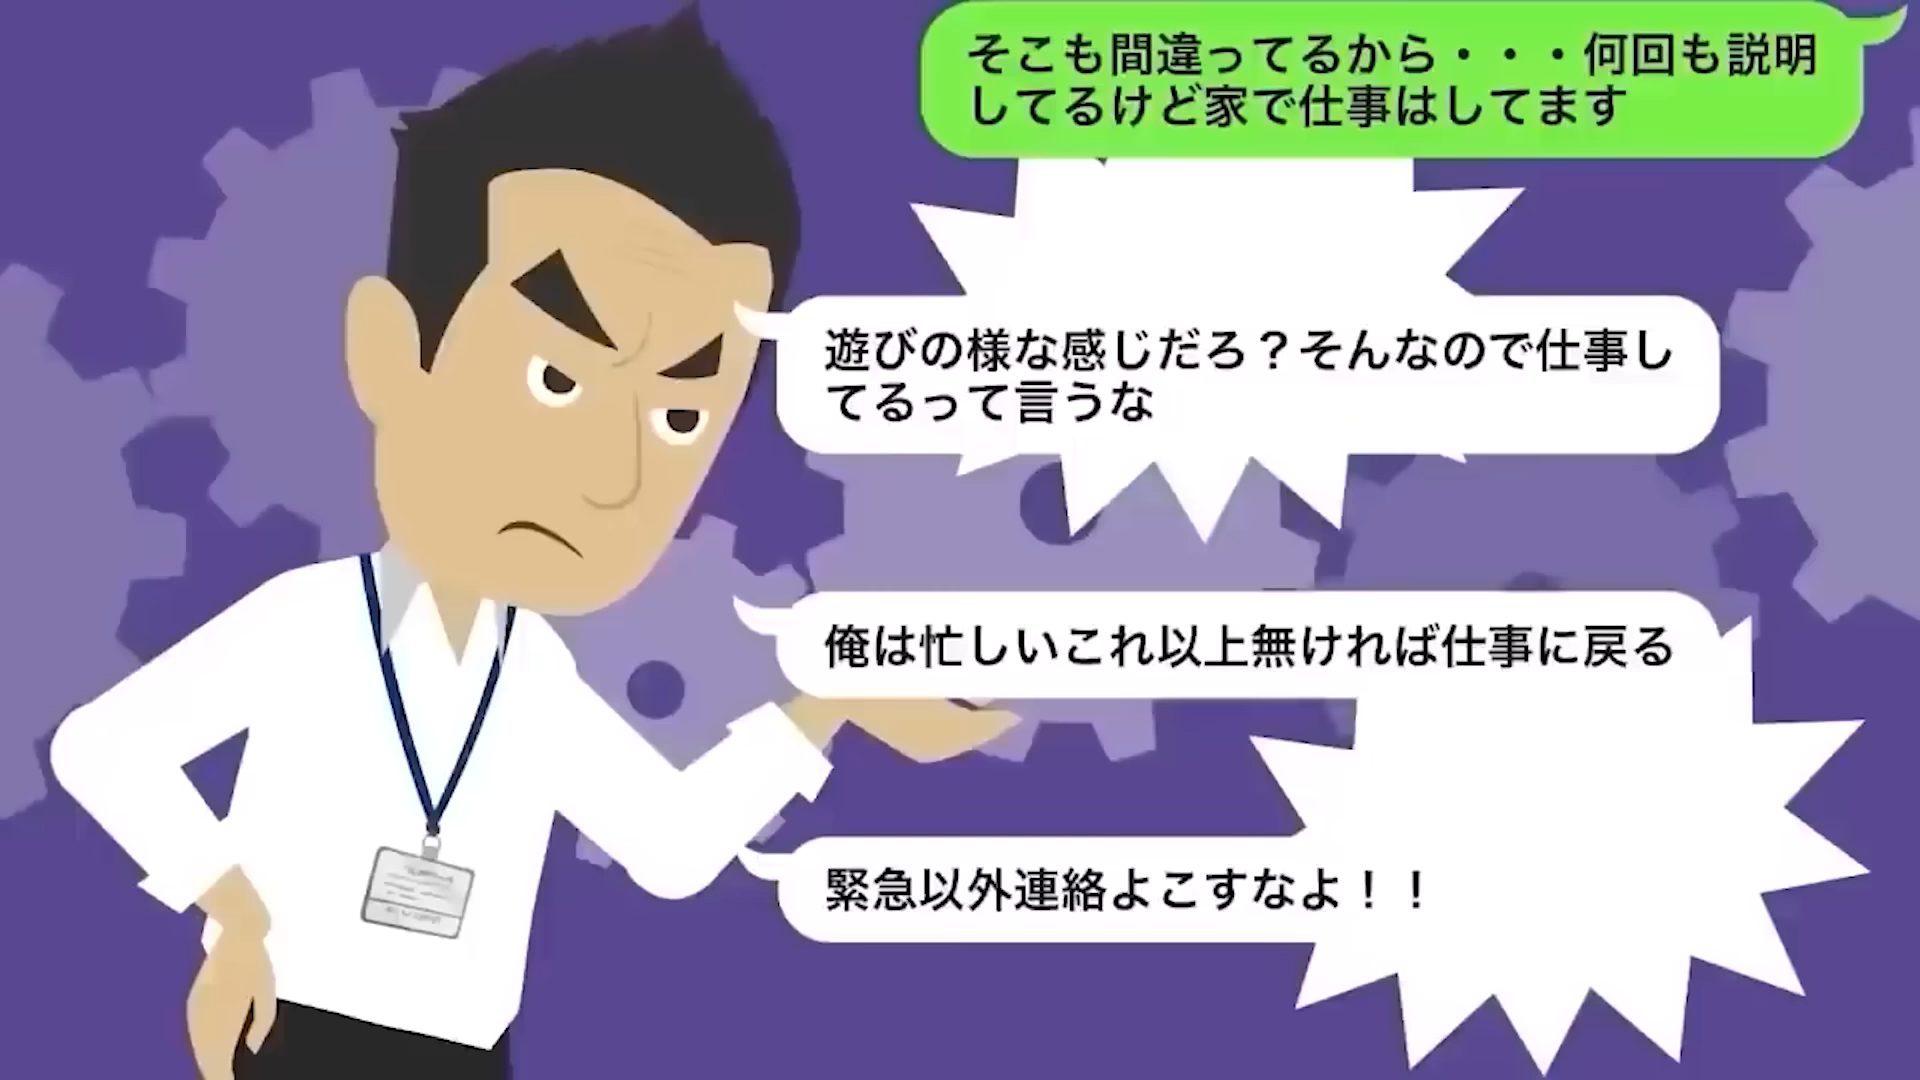 そこも間違ってるから・・・何回も説明
してるけど家で仕事はしてます
遊びの様な感じだろ？そんなので仕事し
てるって言うな
俺は忙しいこれ以上無ければ仕事に戻る
緊急以外連絡よこすなよ！！